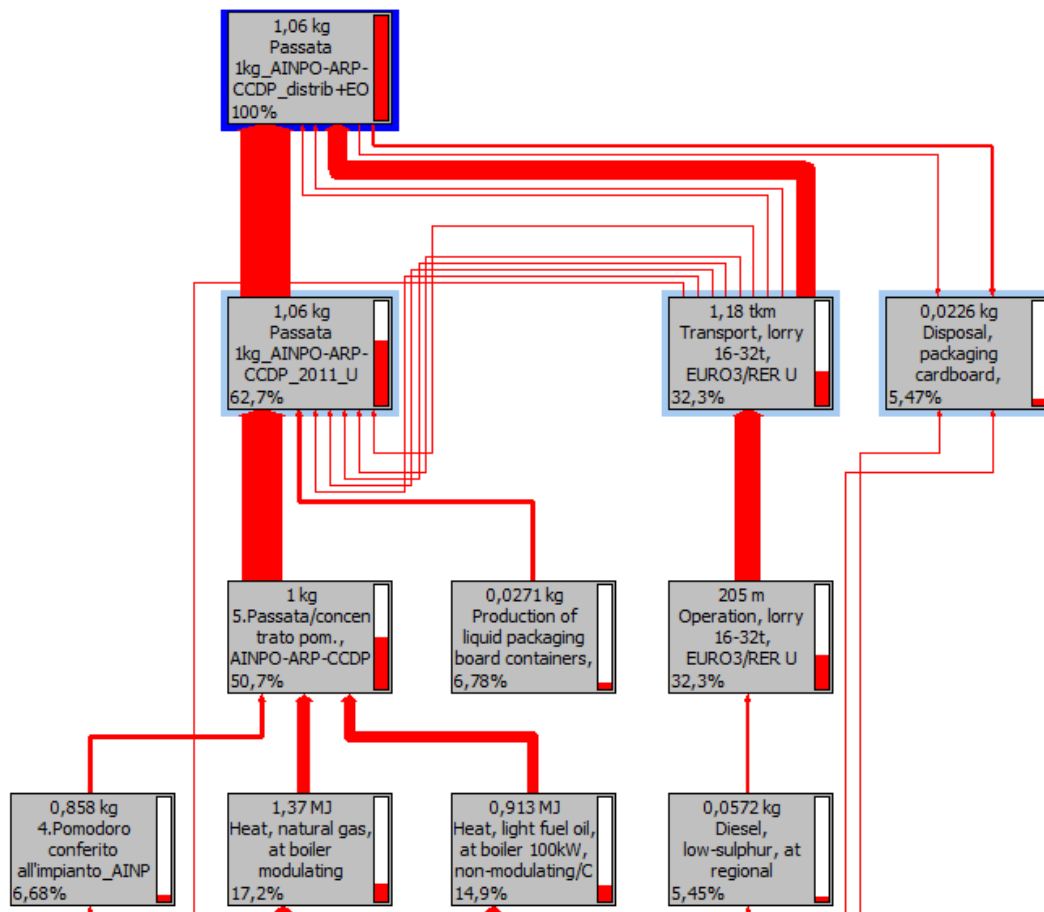 1,06 kg
Passata
1kg_AINPO-ARP-
CCDP_distrib+EO
100%
1,06 kg
Passata
1kg_AINPO-ARP-
CCDP_2011_U
62,7%
1,18 tkm
Transport, lorry
16-32t,
EURO3/RER U
32,3%
0,0226 kg
Disposal,
packaging
cardboard,
5,47%
1 kg
5.Passata/concen
trato pom.,
AINPO-ARP-CCDP
50,7%
0,0271 kg
Production of
liquid packaging
board containers,
6,78%
205 m
Operation, lorry
16-32t,
EURO3/RER U
32,3%
0,858 kg
4.Pomodoro
conferito
all'impianto_AINP
6,68%
1,37 MJ
Heat, natural gas,
at boiler
modulating
17,2%
0,913 MJ
Heat, light fuel oil,
at boiler 100kW,
non-modulating/C
14,9%
0,0572 kg
Diesel,
low-sulphur, at
regional
5,45%